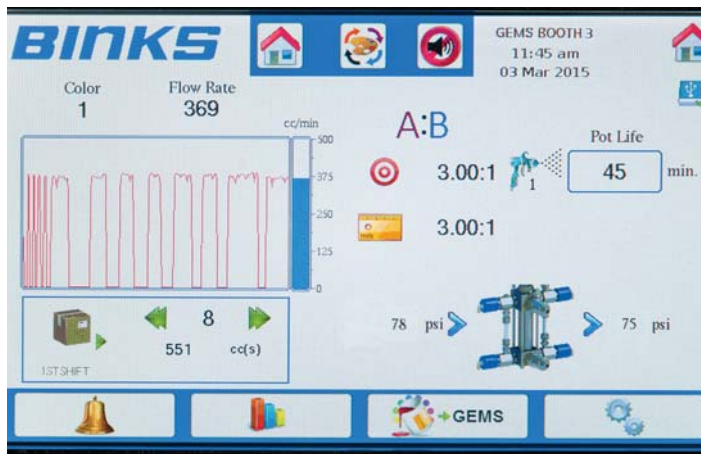 BINKS
GEMS BOOTH 3
11:45 am
03 Mar 2015
Color
1
Flow Rate
369
cc/min
500
375
250
125
0
A:B
3.00:1
1
Pot Life
45 min.
3.00:1
8
551 cc(s)
1STSHIFT
78 psi
75 psi
GEMS